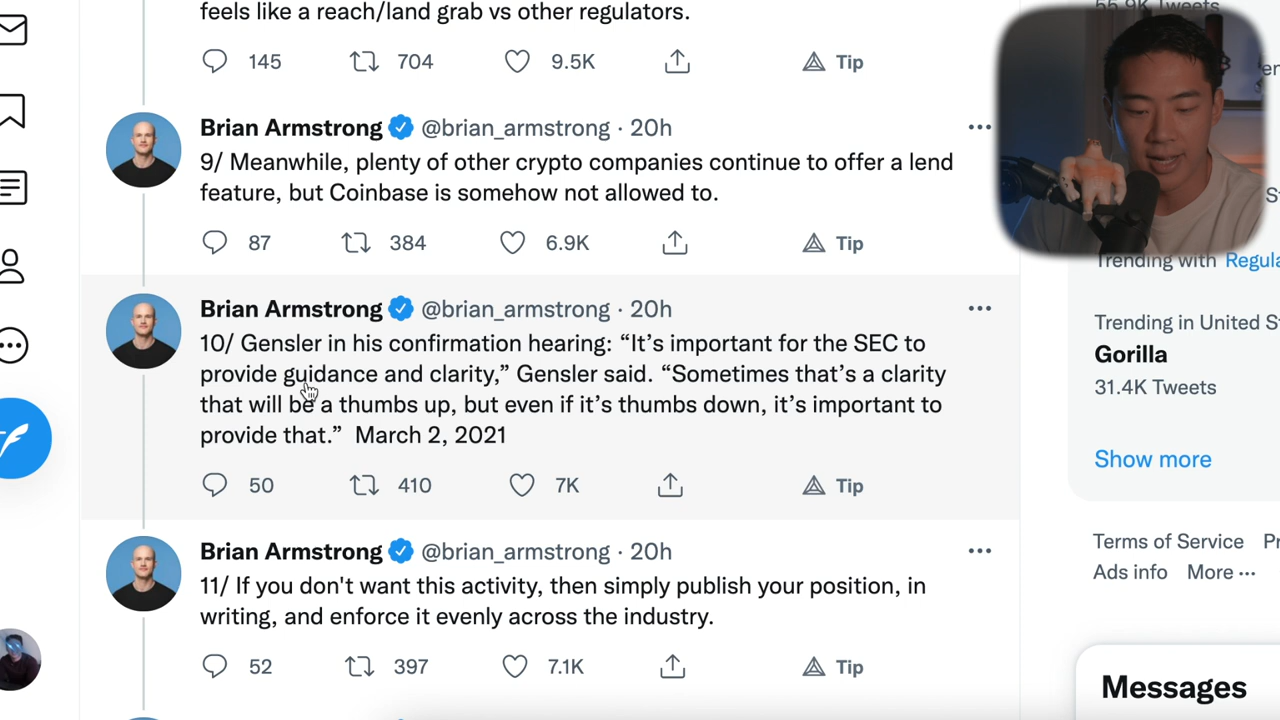 feels like a reach/land grab vs other regulators.
145 704 9.5K Tip
Brian Armstrong @brian_armstrong · 20h
9/ Meanwhile, plenty of other crypto companies continue to offer a lend
feature, but Coinbase is somehow not allowed to.
87 384 6.9K Tip
Brian Armstrong @brian_armstrong · 20h
10/ Gensler in his confirmation hearing: “It’s important for the SEC to
provide guidance and clarity,” Gensler said. “Sometimes that’s a clarity
that will be a thumbs up, but even if it’s thumbs down, it’s important to
provide that.” March 2, 2021
50 410 7K Tip
Brian Armstrong @brian_armstrong · 20h
11/ If you don't want this activity, then simply publish your position, in
writing, and enforce it evenly across the industry.
52 397 7.1K Tip
55.9K Tweets
Trending with Regula
Trending in United St
Gorilla
31.4K Tweets
Show more
Terms of Service Pr
Ads info More ···
Messages